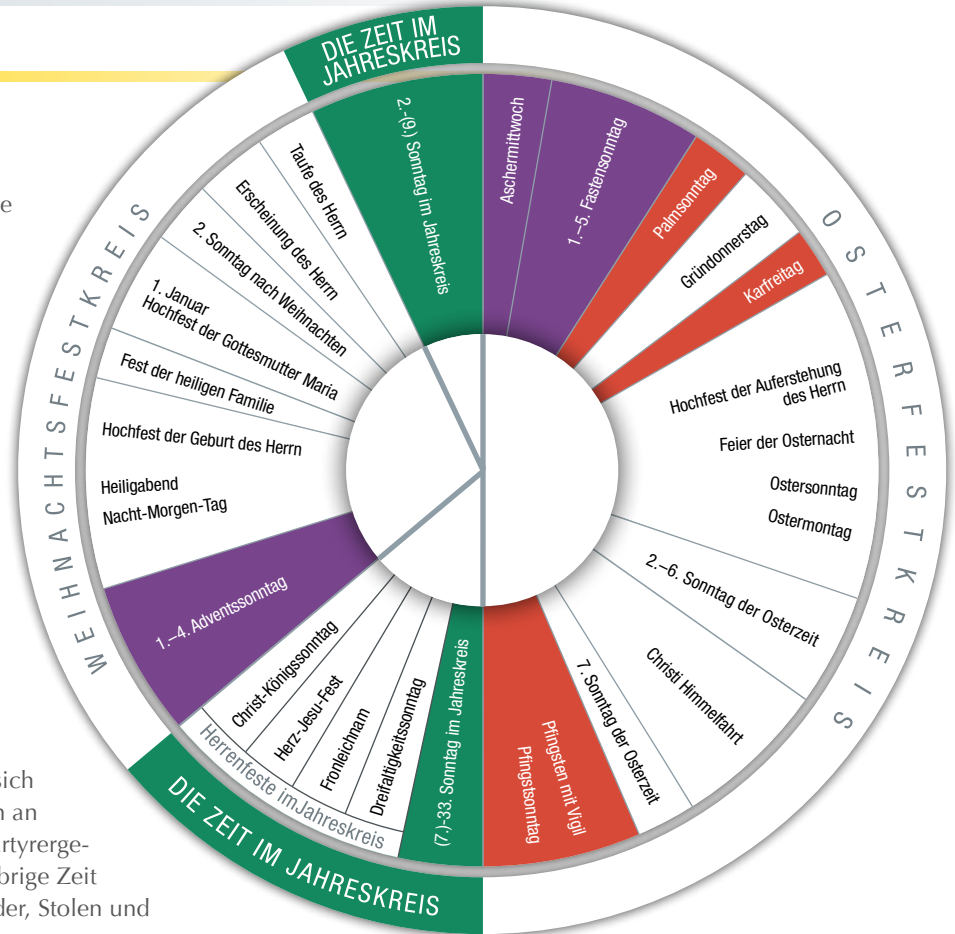 DIE ZEIT IM
JAHRESKREIS
2.-(9.) Sonntag im Jahreskreis
OSTERFESTKREIS
Aschermittwoch
1.–5. Fastensonntag
Palmsonntag
Gründonnerstag
Karfreitag
Hochfest der Auferstehung
des Herrn
Feier der Osternacht
Ostersonntag
Ostermontag
2.–6. Sonntag der Osterzeit
Christi Himmelfahrt
7. Sonntag der Osterzeit
Pfingsten mit Vigil
Pfingstsonntag
DIE ZEIT IM JAHRESKREIS
(7.)-33. Sonntag im Jahreskreis
Herrenfeste imJahreskreis
Dreifaltigkeitssonntag
Fronleichnam
Herz-Jesu-Fest
Christ-Königssonntag
WEIHNACHTSFESTKREIS
1.–4. Adventssonntag
Heiligabend
Nacht-Morgen-Tag
Hochfest der Geburt des Herrn
Fest der heiligen Familie
1. Januar
Hochfest der Gottesmutter Maria
2. Sonntag nach Weihnachten
Erscheinung des Herrn
Taufe des Herrn
e
sich
n an
rtyrerge-
brige Zeit
der, Stolen und